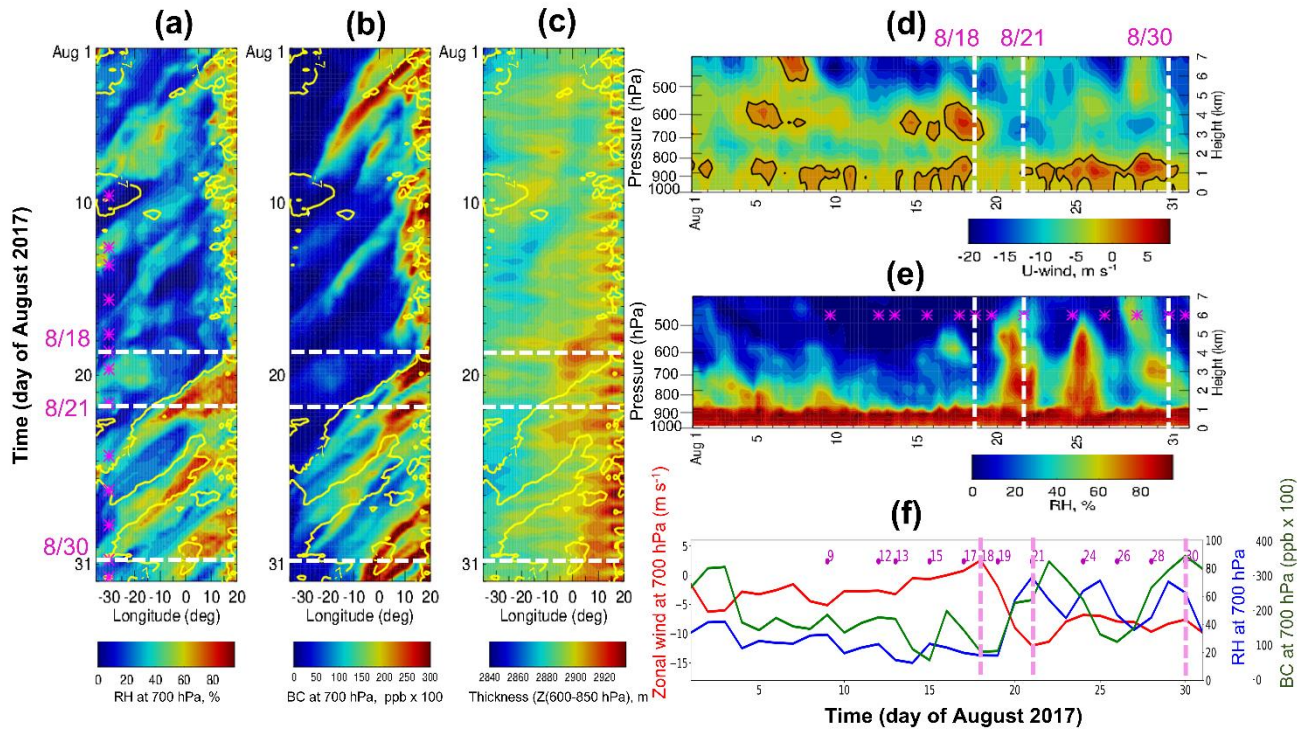 (a)
(b)
(c)
Time (day of August 2017)
Aug 1
10
20
31
8/18
8/21
8/30
-30 -20 -10 0 10 20
Longitude (deg)
0 20 40 60 80
RH at 700 hPa, %
Aug 1
10
20
31
-30 -20 -10 0 10 20
Longitude (deg)
0 50 100 150 200 250 300
BC at 700 hPa, ppb x 100
Aug 1
10
20
31
-30 -20 -10 0 10 20
Longitude (deg)
2840 2860 2880 2900 2920
Thickness (Z(600-850 hPa), m
(d)
8/18 8/21 8/30
Pressure (hPa)
500
600
700
800
900
1000
7
6
5
4
3
2
1
0
Height (km)
Aug 1 5 10 15 20 25 31
-20 -15 -10 -5 0 5
U-wind, m s⁻¹
(e)
Pressure (hPa)
500
600
700
800
900
1000
7
6
5
4
3
2
1
0
Height (km)
Aug 1 5 10 15 20 25 31
0 20 40 60 80
RH, %
(f)
Zonal wind at 700 hPa (m s⁻¹)
5
0
-5
-10
-15
9 12 13 15 17 18 19 21 24 26 28 30
100
80
60
40
20
0
RH at 700 hPa
400
300
200
100
-0
BC at 700 hPa (ppb x 100)
5 10 15 20 25 30
Time (day of August 2017)